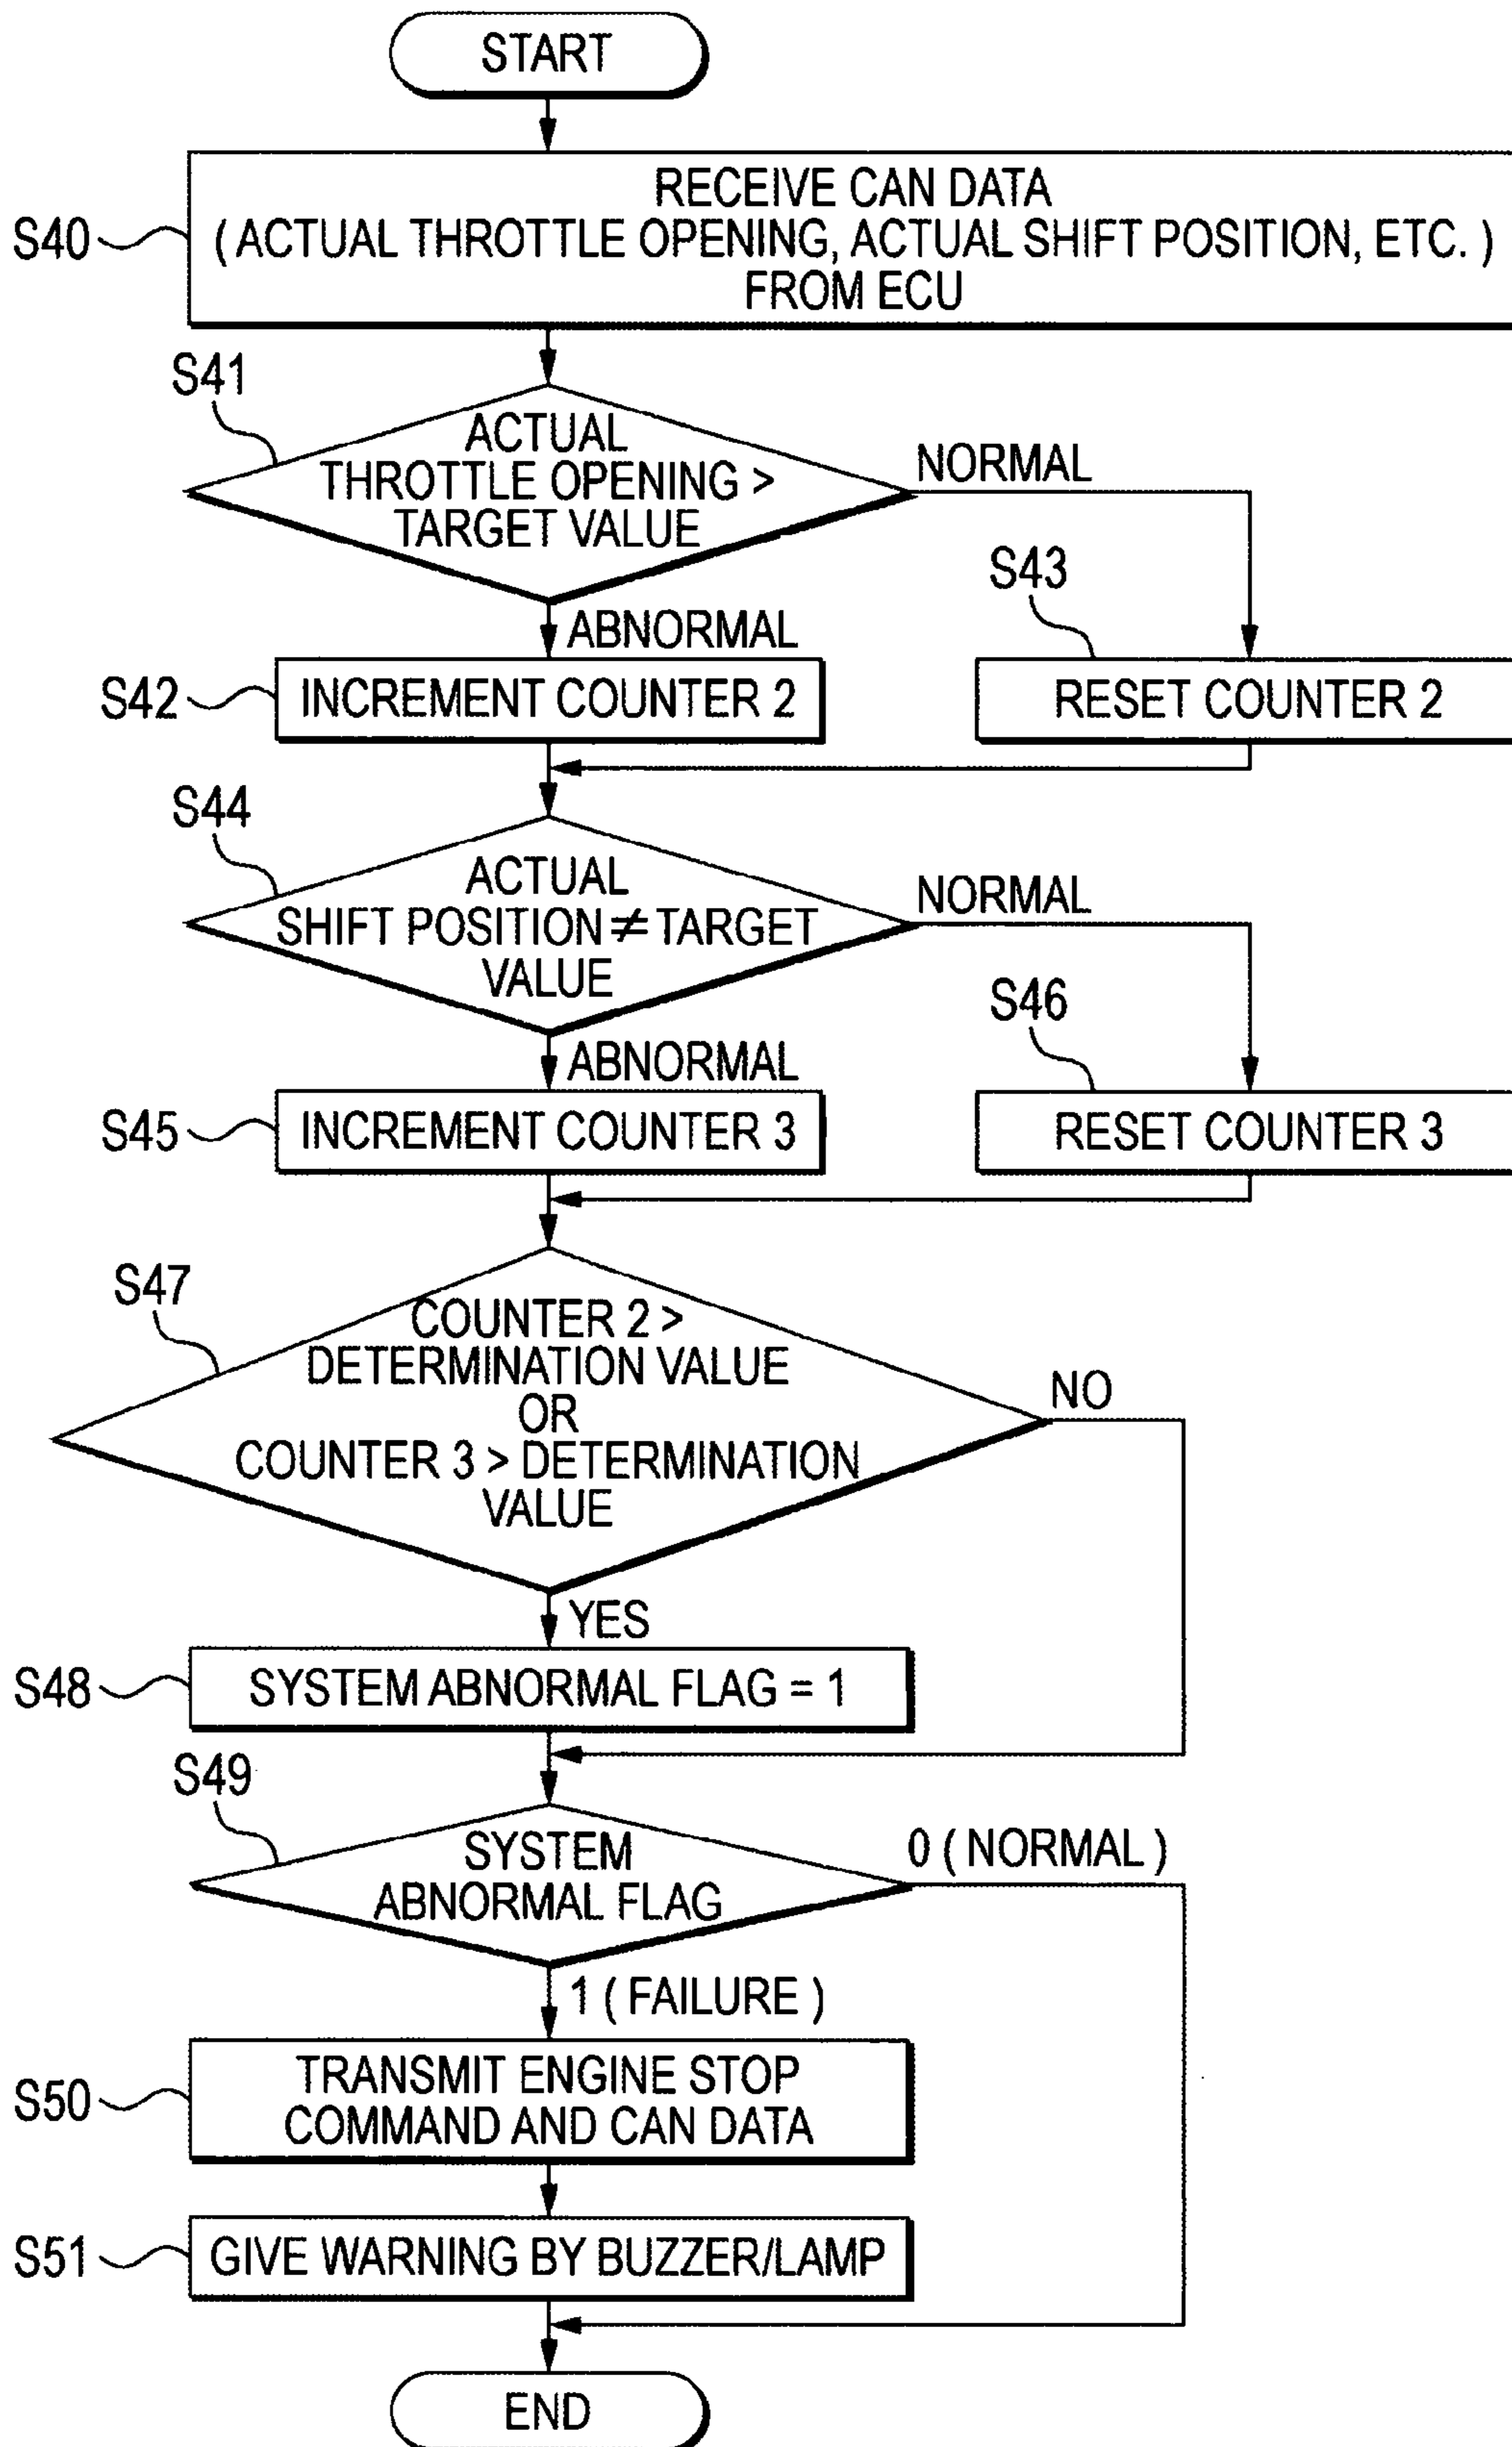 START
RECEIVE CAN DATA
S40
( ACTUAL THROTTLE OPENING, ACTUAL SHIFT POSITION, ETC. )
FROM ECU
S41
ACTUAL
THROTTLE OPENING >
TARGET VALUE
NORMAL
S43
ABNORMAL
S42
INCREMENT COUNTER 2
RESET COUNTER 2
S44
ACTUAL
SHIFT POSITION ≠ TARGET
VALUE
NORMAL
S46
ABNORMAL
S45
INCREMENT COUNTER 3
RESET COUNTER 3
S47
COUNTER 2 >
DETERMINATION VALUE
OR
COUNTER 3 > DETERMINATION
VALUE
NO
YES
S48
SYSTEM ABNORMAL FLAG = 1
S49
SYSTEM
ABNORMAL FLAG
0 ( NORMAL )
1 ( FAILURE )
S50
TRANSMIT ENGINE STOP
COMMAND AND CAN DATA
S51
GIVE WARNING BY BUZZER/LAMP
END